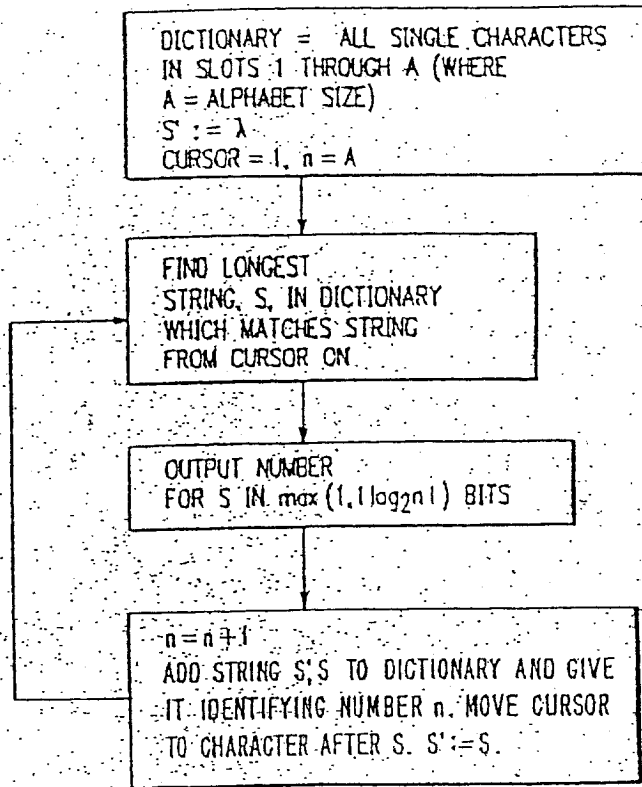 DICTIONARY = ALL SINGLE CHARACTERS
IN SLOTS 1 THROUGH A (WHERE
A = ALPHABET SIZE)
S' := λ
CURSOR = 1, n = A
FIND LONGEST
STRING, S, IN DICTIONARY
WHICH MATCHES STRING
FROM CURSOR ON
OUTPUT NUMBER
FOR S IN max (1,⌈log₂n⌉) BITS
n = n + 1
ADD STRING S',S TO DICTIONARY AND GIVE
IT IDENTIFYING NUMBER n. MOVE CURSOR
TO CHARACTER AFTER S. S' := S.